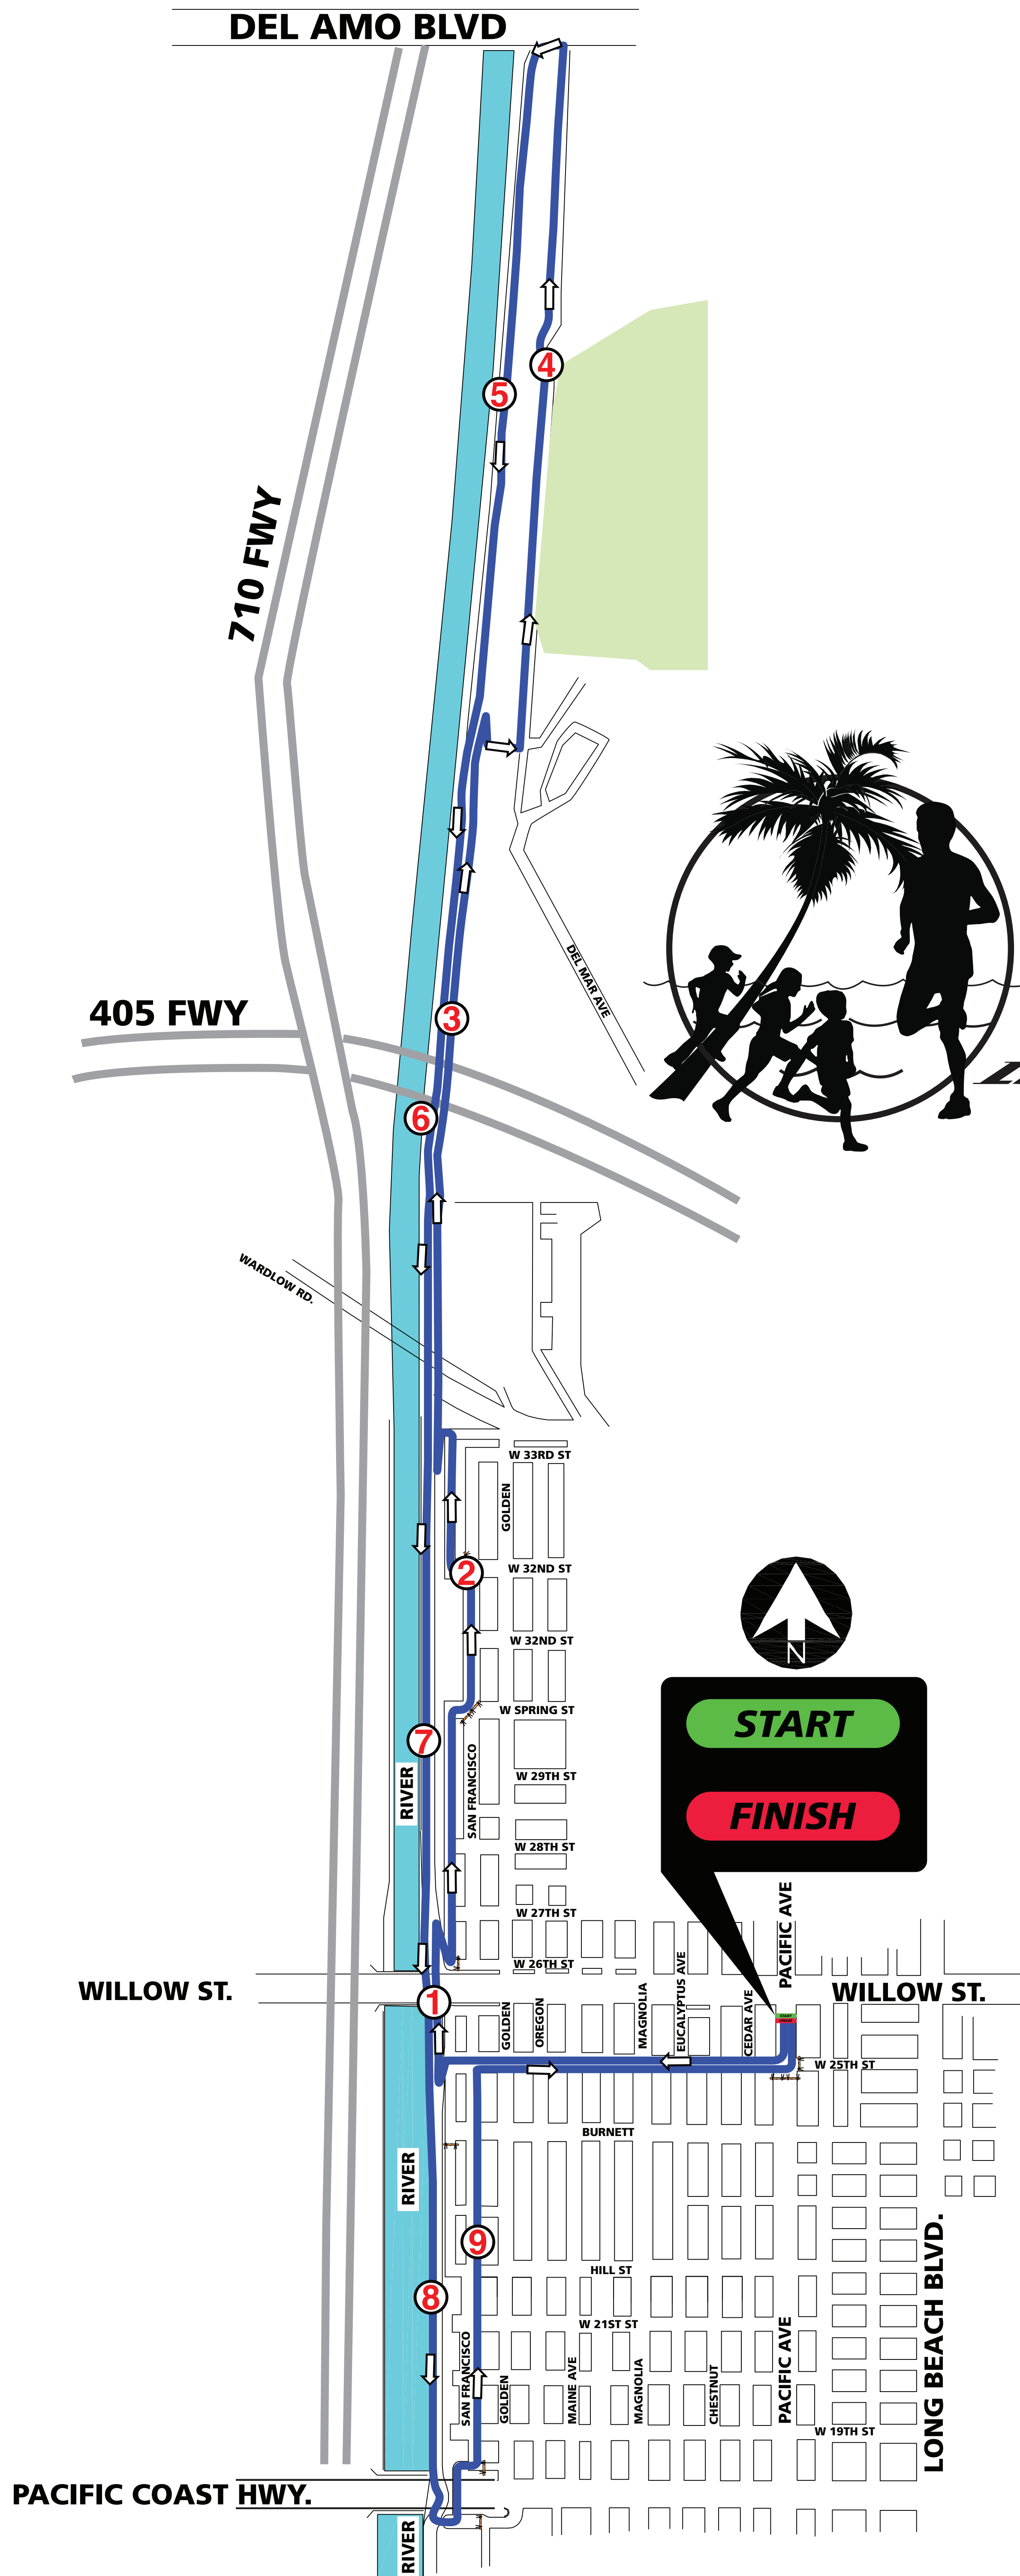 DEL AMO BLVD
4
5
710 FWY
DEL MAR AVE
405 FWY
3
6
WARDLOW RD.
W 33RD ST
GOLDEN
W 32ND ST
2
W 32ND ST
N
W SPRING ST
START
7
SAN FRANCISCO
RIVER
W 29TH ST
FINISH
W 28TH ST
PACIFIC AVE
W 27TH ST
W 26TH ST
WILLOW ST.
WILLOW ST.
1
GOLDEN
OREGON
MAGNOLIA
EUCALYPTUS AVE
CEDAR AVE
START
FINISH
W 25TH ST
BURNETT
RIVER
9
HILL ST
8
W 21ST ST
SAN FRANCISCO
GOLDEN
MAINE AVE
MAGNOLIA
CHESTNUT
PACIFIC AVE
LONG BEACH BLVD.
W 19TH ST
PACIFIC COAST HWY.
RIVER